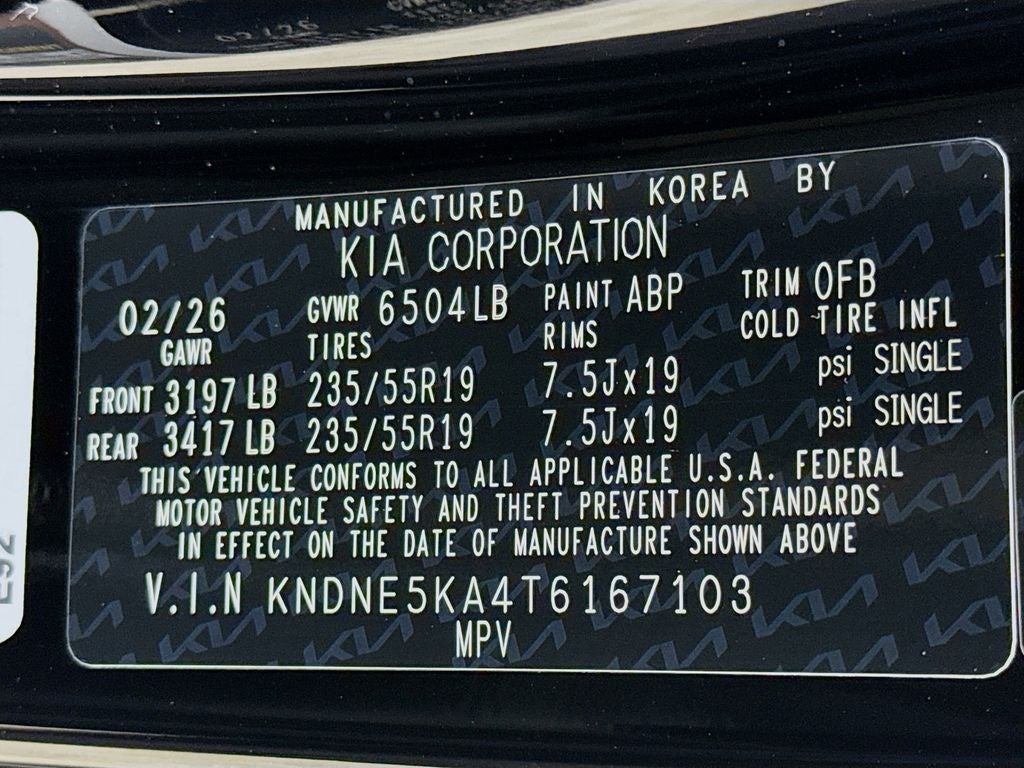 02/26
MANUFACTURED IN KOREA BY
KIA CORPORATION
02/26 GVWR 6504LB PAINT ABP TRIM OFB
GAWR TIRES RIMS COLD TIRE INFL
FRONT 3197 LB 235/55R19 7.5Jx19 psi SINGLE
REAR 3417 LB 235/55R19 7.5Jx19 psi SINGLE
THIS VEHICLE CONFORMS TO ALL APPLICABLE U.S.A. FEDERAL
MOTOR VEHICLE SAFETY AND THEFT PREVENTION STANDARDS
IN EFFECT ON THE DATE OF MANUFACTURE SHOWN ABOVE
V.I.N KNDNE5KA4T6167103
MPV